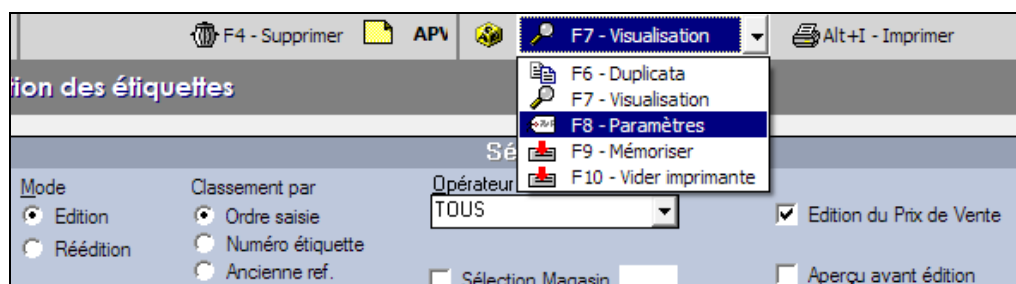 F4 - Supprimer APV F7 - Visualisation Alt+I - Imprimer
F6 - Duplicata
F7 - Visualisation
F8 - Paramètres
F9 - Mémoriser
F10 - Vider imprimante
tion des étiquettes
Sé
Mode Classement par Opérateur
Edition Ordre saisie TOUS Edition du Prix de Vente
Réédition Numéro étiquette
Ancienne ref. Sélection Magasin Aperçu avant édition